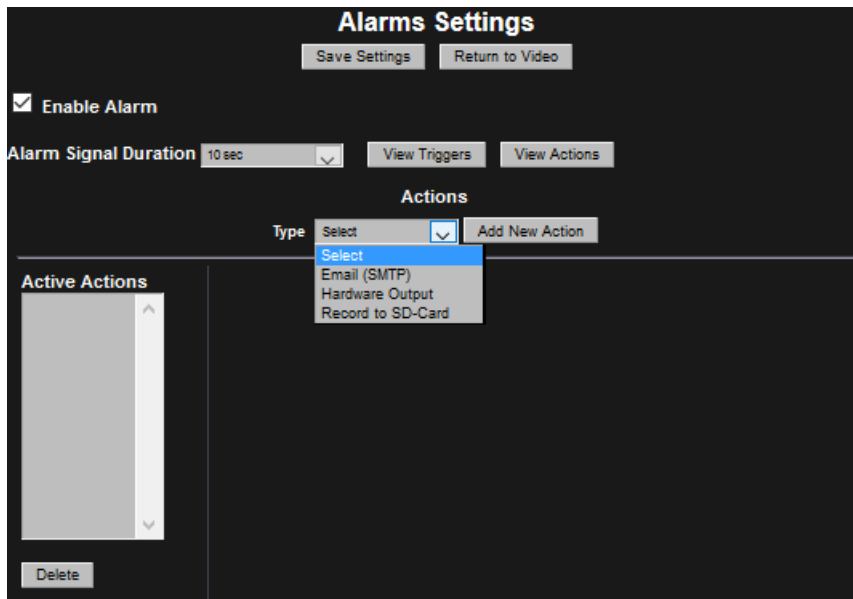 Alarms Settings
Save Settings Return to Video
Enable Alarm
Alarm Signal Duration 10 sec View Triggers View Actions
Actions
Type Select Add New Action
Select
Email (SMTP)
Hardware Output
Record to SD-Card
Active Actions
Delete